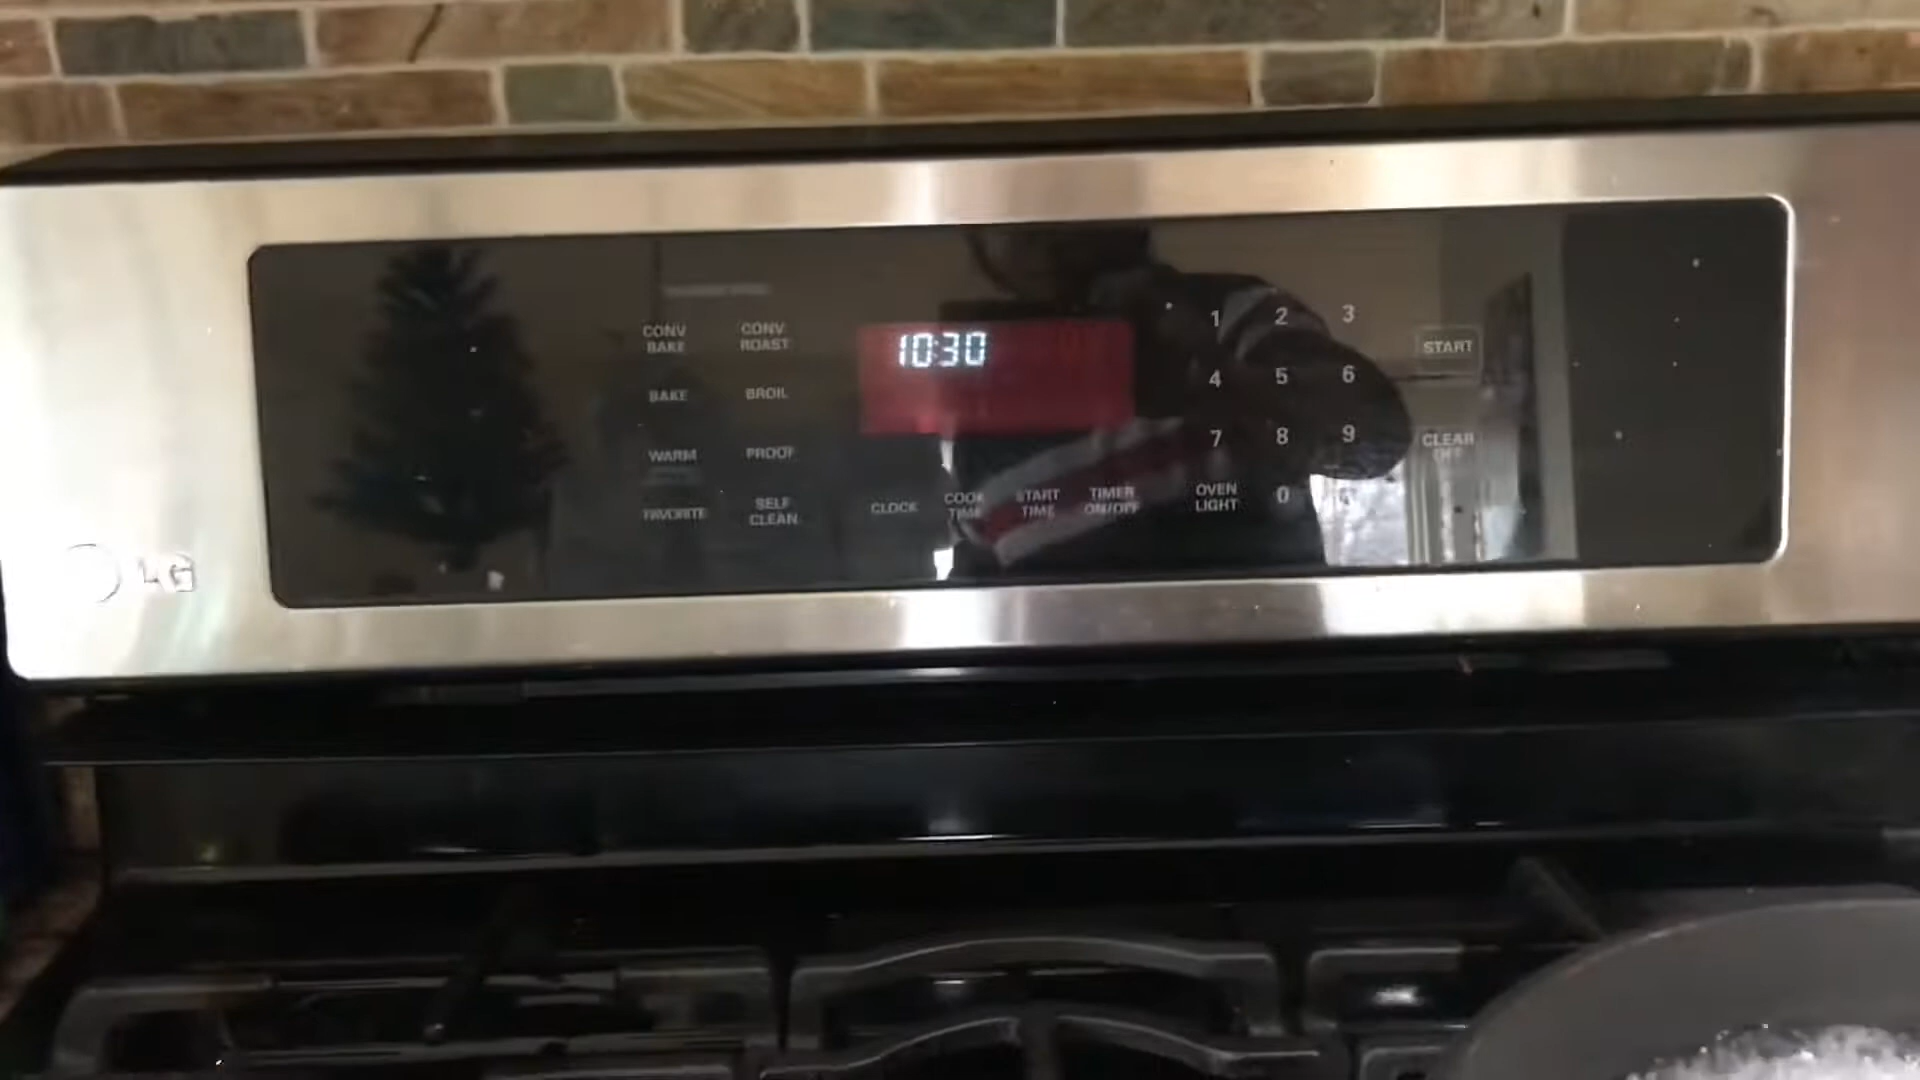 CONV
BAKE
CONV
ROAST
10:30
1
2
3
START
BAKE
BROIL
4
5
6
WARM
PROOF
7
8
9
CLEAR
OFF
FAVORITE
SELF
CLEAN
CLOCK
COOK
TIME
START
TIME
TIMER
ON/OFF
OVEN
LIGHT
0
LG